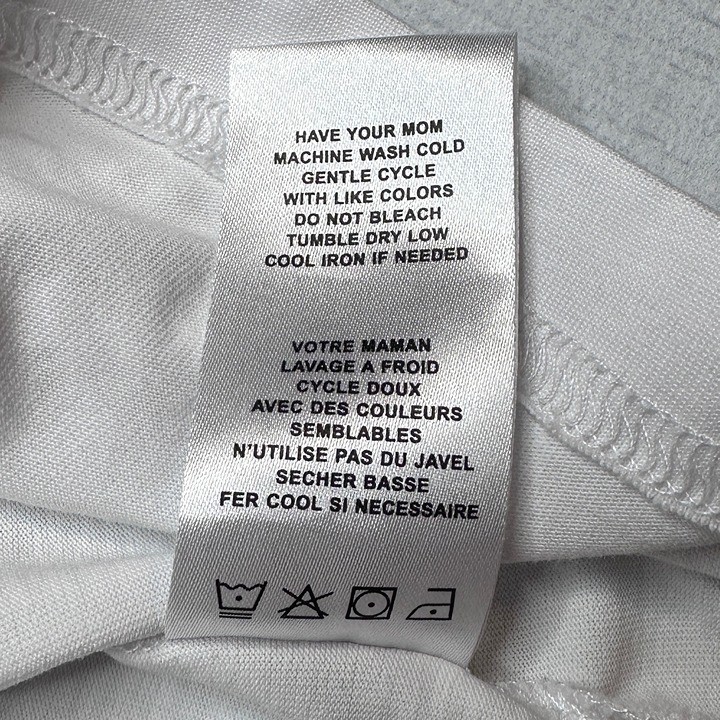 HAVE YOUR MOM
MACHINE WASH COLD
GENTLE CYCLE
WITH LIKE COLORS
DO NOT BLEACH
TUMBLE DRY LOW
COOL IRON IF NEEDED
VOTRE MAMAN
LAVAGE A FROID
CYCLE DOUX
AVEC DES COULEURS
SEMBLABLES
N'UTILISE PAS DU JAVEL
SECHER BASSE
FER COOL SI NECESSAIRE